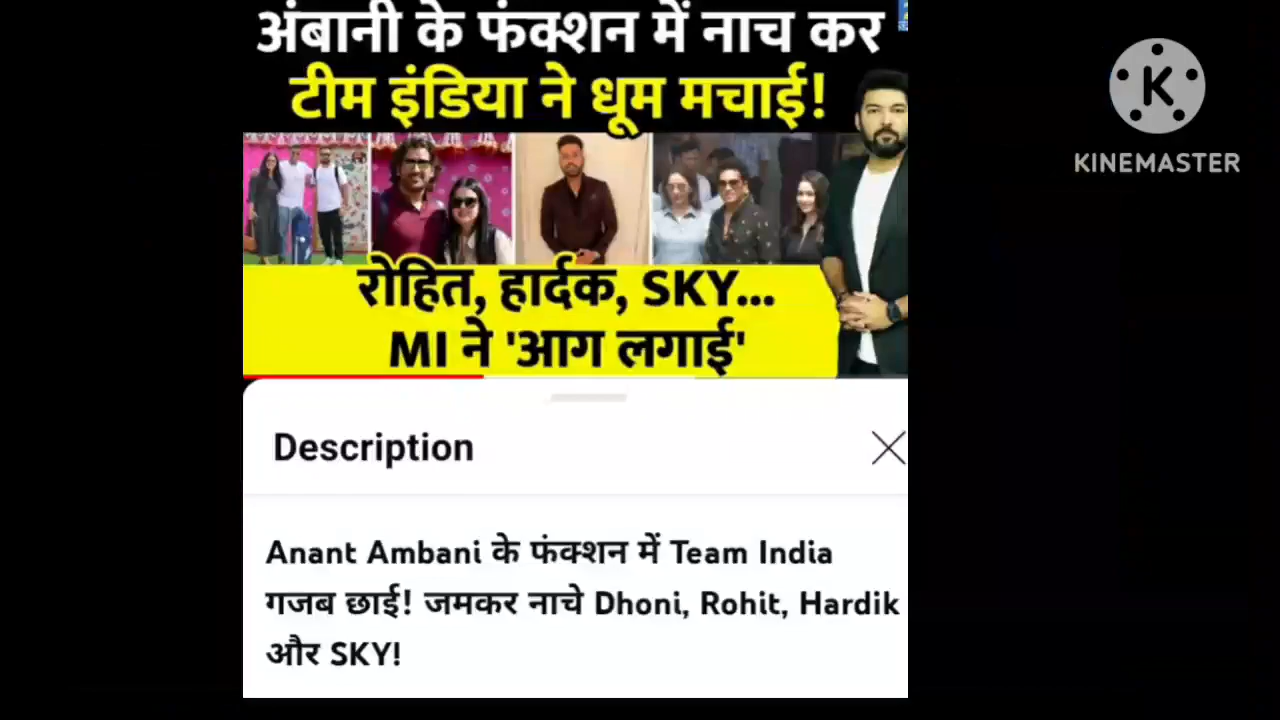 अंबानी के फंक्शन में नाच कर
टीम इंडिया ने धूम मचाई!
रोहित, हार्दक, SKY...
MI ने 'आग लगाई'
Description
Anant Ambani के फंक्शन में Team India
गजब छाई! जमकर नाचे Dhoni, Rohit, Hardik
और SKY!
K
KINEMASTER